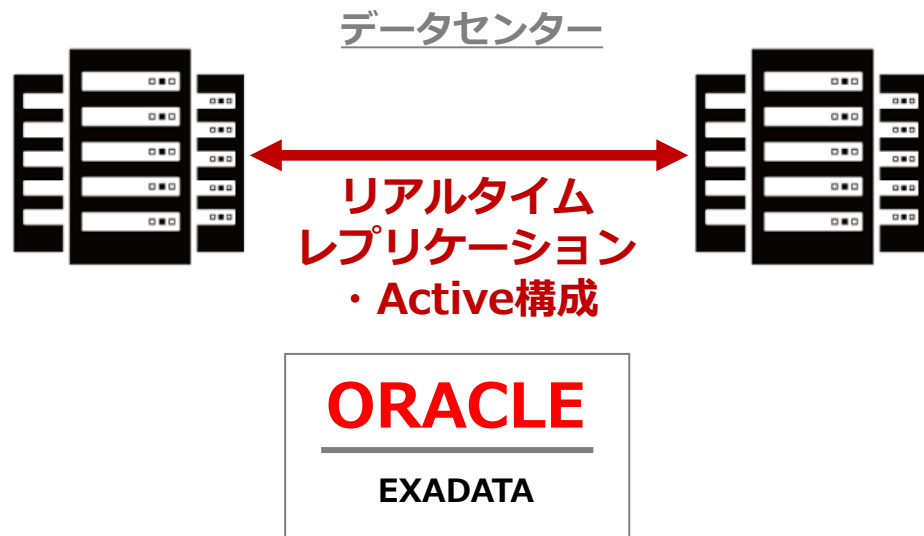 データセンター
リアルタイム
レプリケーション
・Active構成
ORACLE
EXADATA